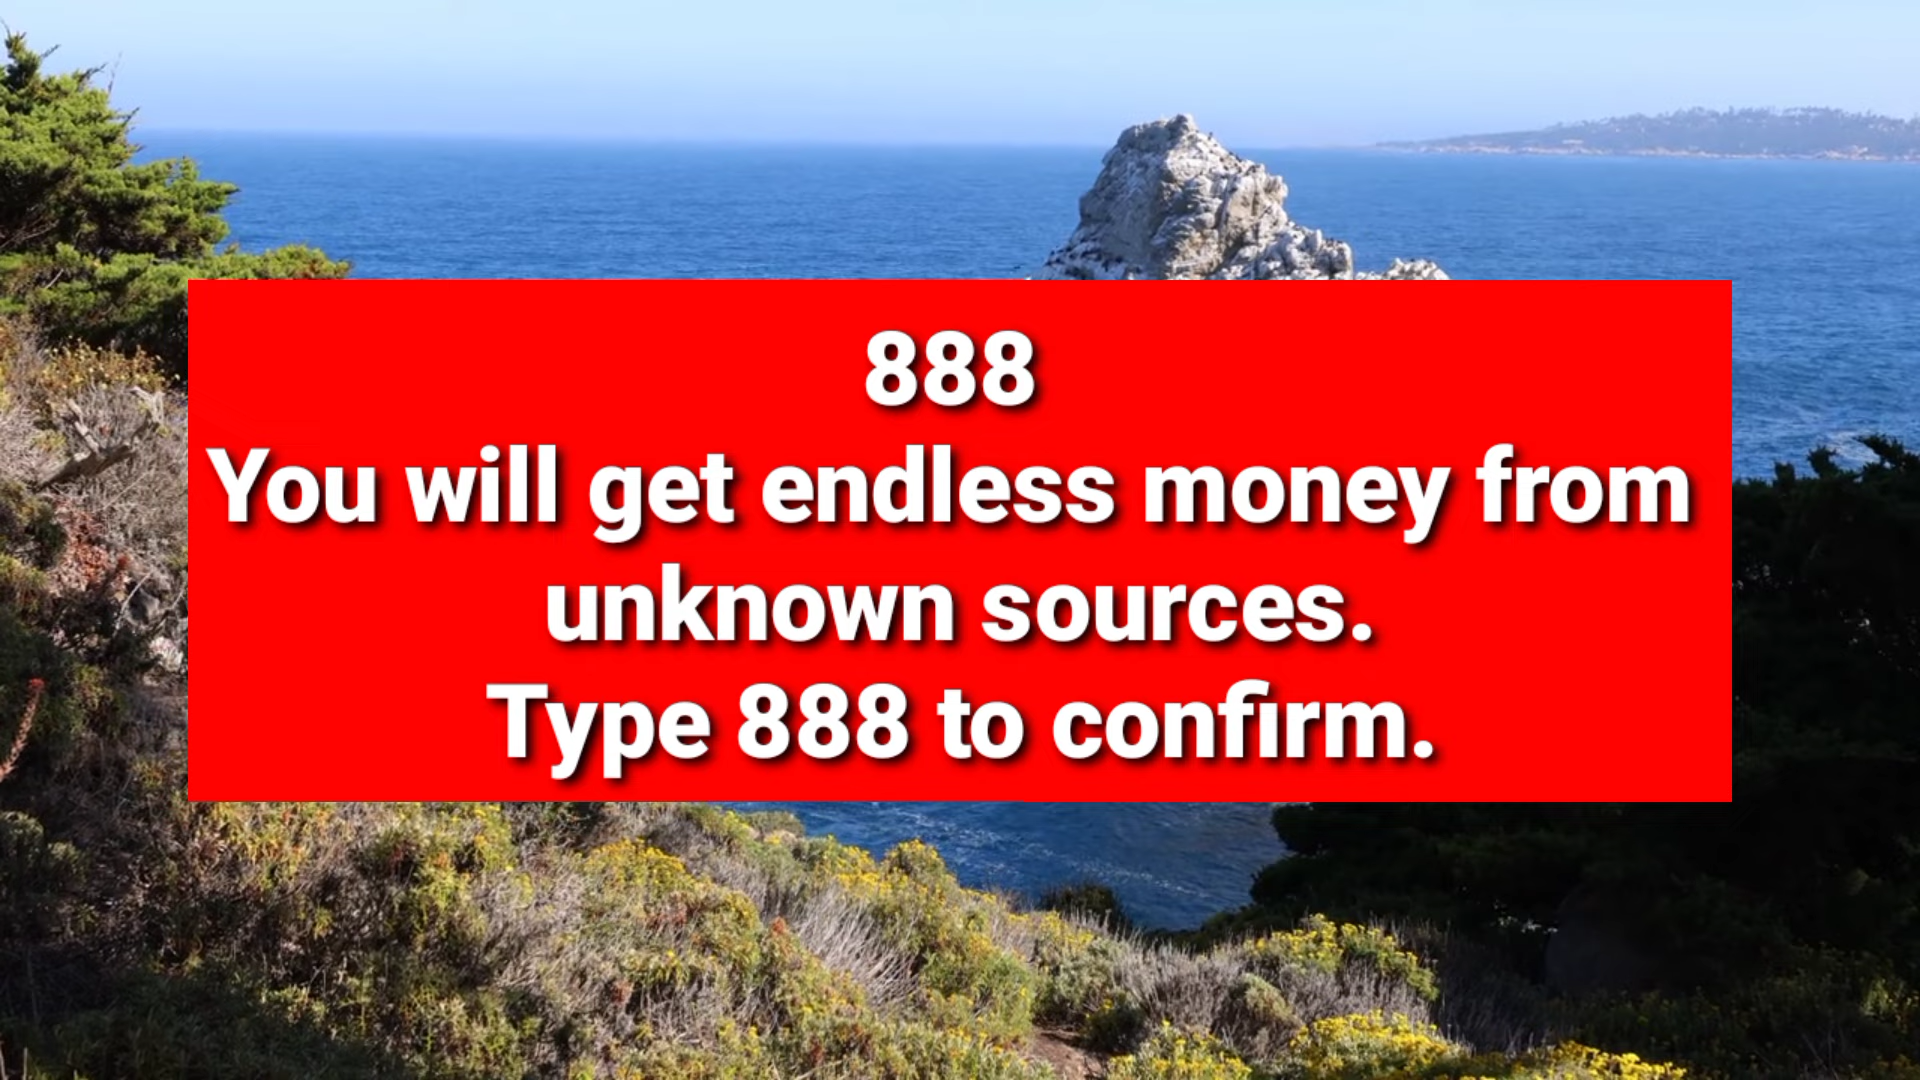 888
You will get endless money from
unknown sources.
Type 888 to confirm.